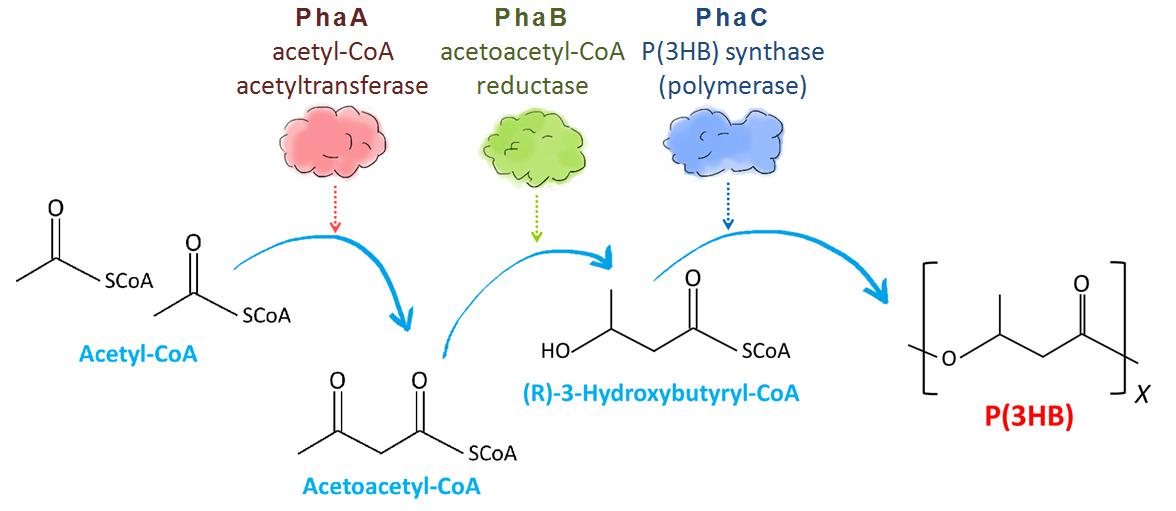 PhaA
acetyl-CoA
acetyltransferase
PhaB
acetoacetyl-CoA
reductase
PhaC
P(3HB) synthase
(polymerase)
O
SCoA
O
SCoA
Acetyl-CoA
O
O
SCoA
Acetoacetyl-CoA
O
HO
SCoA
(R)-3-Hydroxybutyryl-CoA
O
O
X
P(3HB)